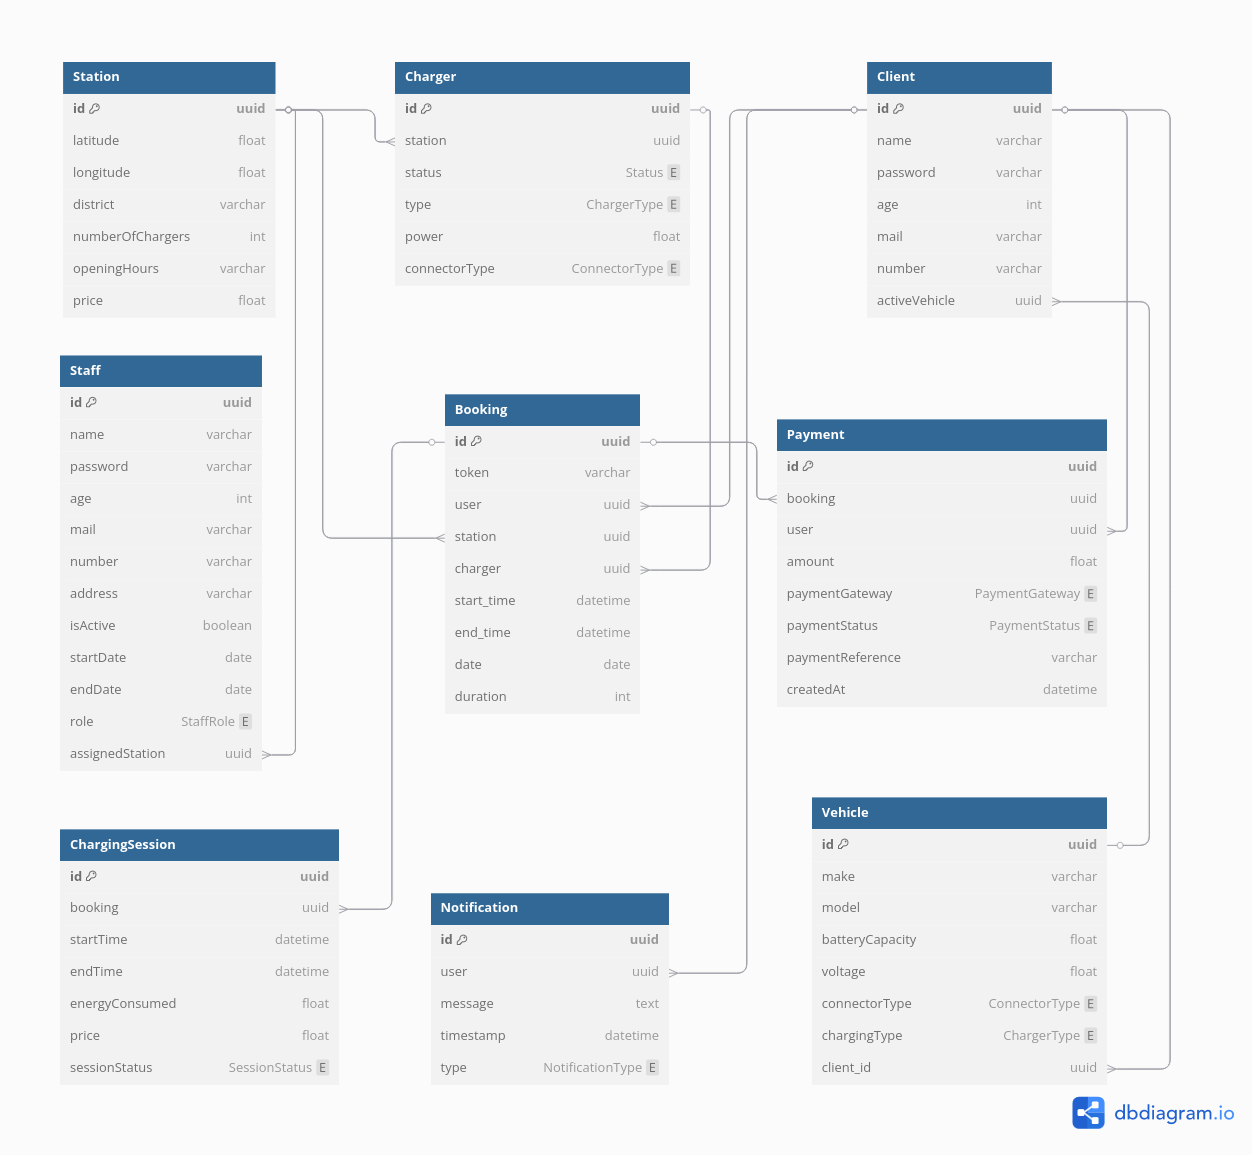 Station
id uuid
latitude float
longitude float
district varchar
numberOfChargers int
openingHours varchar
price float
Charger
id uuid
station uuid
status Status E
type ChargerType E
power float
connectorType ConnectorType E
Client
id uuid
name varchar
password varchar
age int
mail varchar
number varchar
activeVehicle uuid
Staff
id uuid
name varchar
password varchar
age int
mail varchar
number varchar
address varchar
isActive boolean
startDate date
endDate date
role StaffRole E
assignedStation uuid
Booking
id uuid
token varchar
user uuid
station uuid
charger uuid
start_time datetime
end_time datetime
date date
duration int
Payment
id uuid
booking uuid
user uuid
amount float
paymentGateway PaymentGateway E
paymentStatus PaymentStatus E
paymentReference varchar
createdAt datetime
ChargingSession
id uuid
booking uuid
startTime datetime
endTime datetime
energyConsumed float
price float
sessionStatus SessionStatus E
Notification
id uuid
user uuid
message text
timestamp datetime
type NotificationType E
Vehicle
id uuid
make varchar
model varchar
batteryCapacity float
voltage float
connectorType ConnectorType E
chargingType ChargerType E
client_id uuid
dbdiagram.io